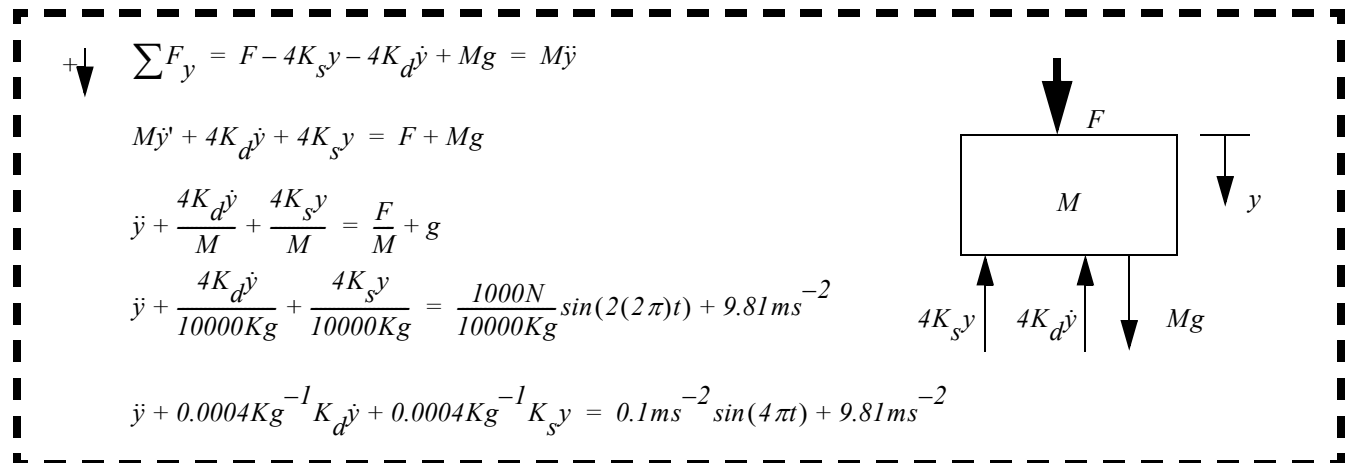 + ∑F_y = F – 4K_s y – 4K_d ẏ + Mg = Mÿ
Mẏ' + 4K_d ẏ + 4K_s y = F + Mg
ÿ + 4K_d ẏ/M + 4K_s y/M = F/M + g
ÿ + 4K_d ẏ/10000Kg + 4K_s y/10000Kg = 1000N/10000Kg sin(2(2π)t) + 9.81ms^–2
ÿ + 0.0004Kg^–1 K_d ẏ + 0.0004Kg^–1 K_s y = 0.1ms^–2 sin(4πt) + 9.81ms^–2
F
M
y
4K_s y 4K_d ẏ Mg